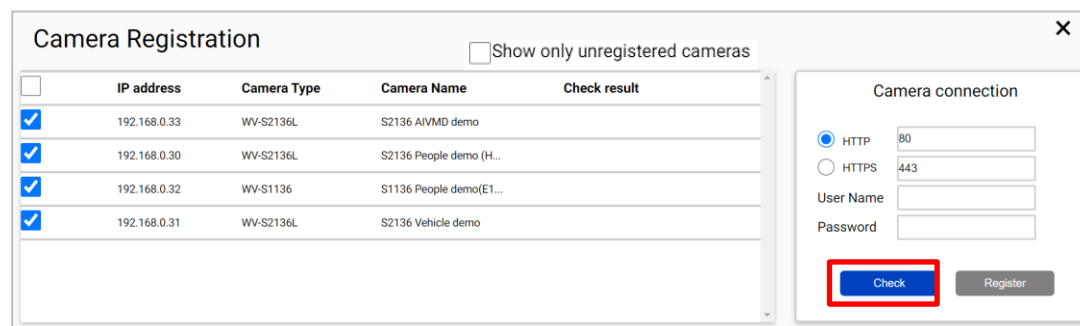 Camera Registration
Show only unregistered cameras
IP address Camera Type Camera Name Check result
192.168.0.33 WV-S2136L S2136 AIVMD demo
192.168.0.30 WV-S2136L S2136 People demo (H...
192.168.0.32 WV-S1136 S1136 People demo(E1...
192.168.0.31 WV-S2136L S2136 Vehicle demo
Camera connection
HTTP 80
HTTPS 443
User Name
Password
Check Register